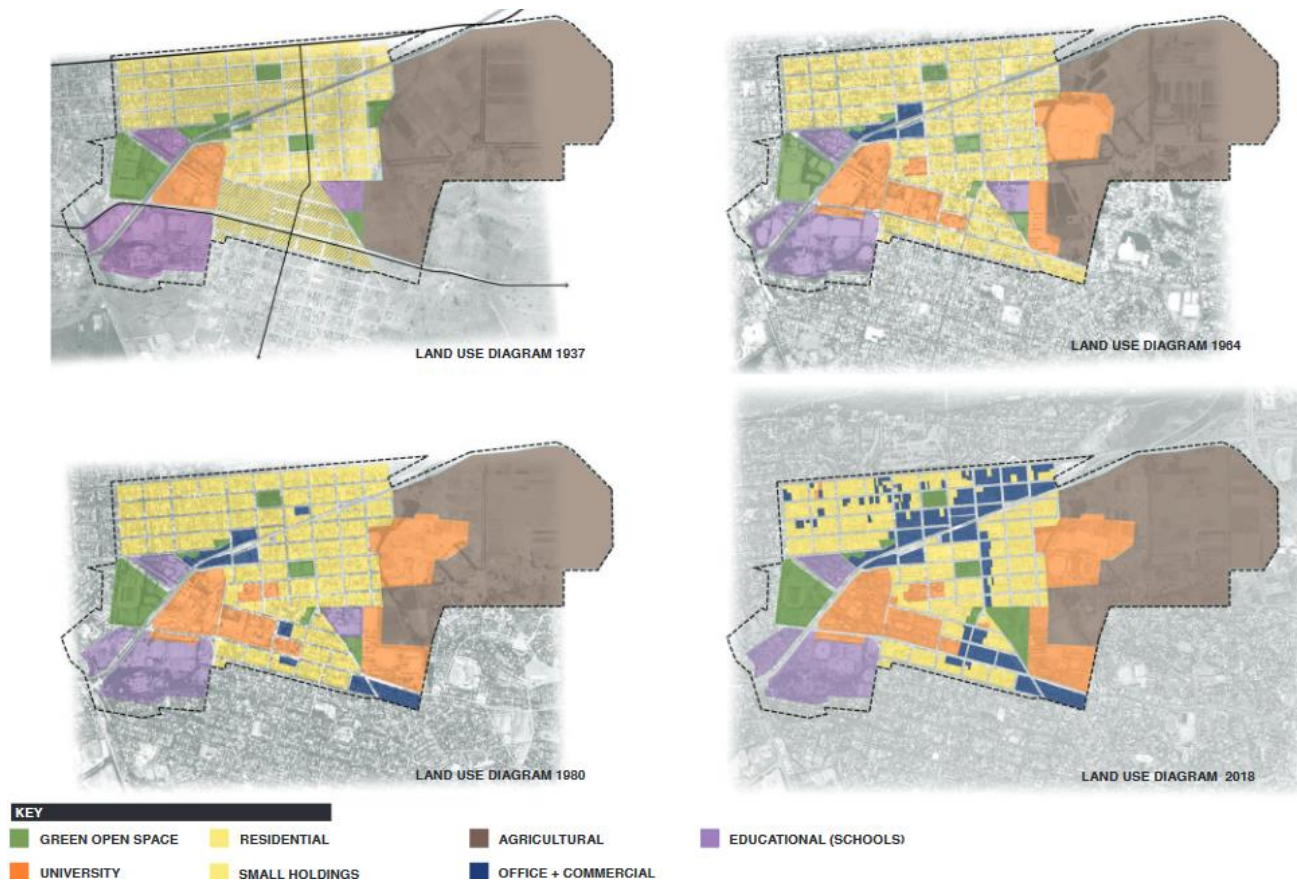 LAND USE DIAGRAM 1937
LAND USE DIAGRAM 1964
LAND USE DIAGRAM 1980
LAND USE DIAGRAM 2018
KEY
GREEN OPEN SPACE
RESIDENTIAL
AGRICULTURAL
EDUCATIONAL (SCHOOLS)
UNIVERSITY
SMALL HOLDINGS
OFFICE + COMMERCIAL